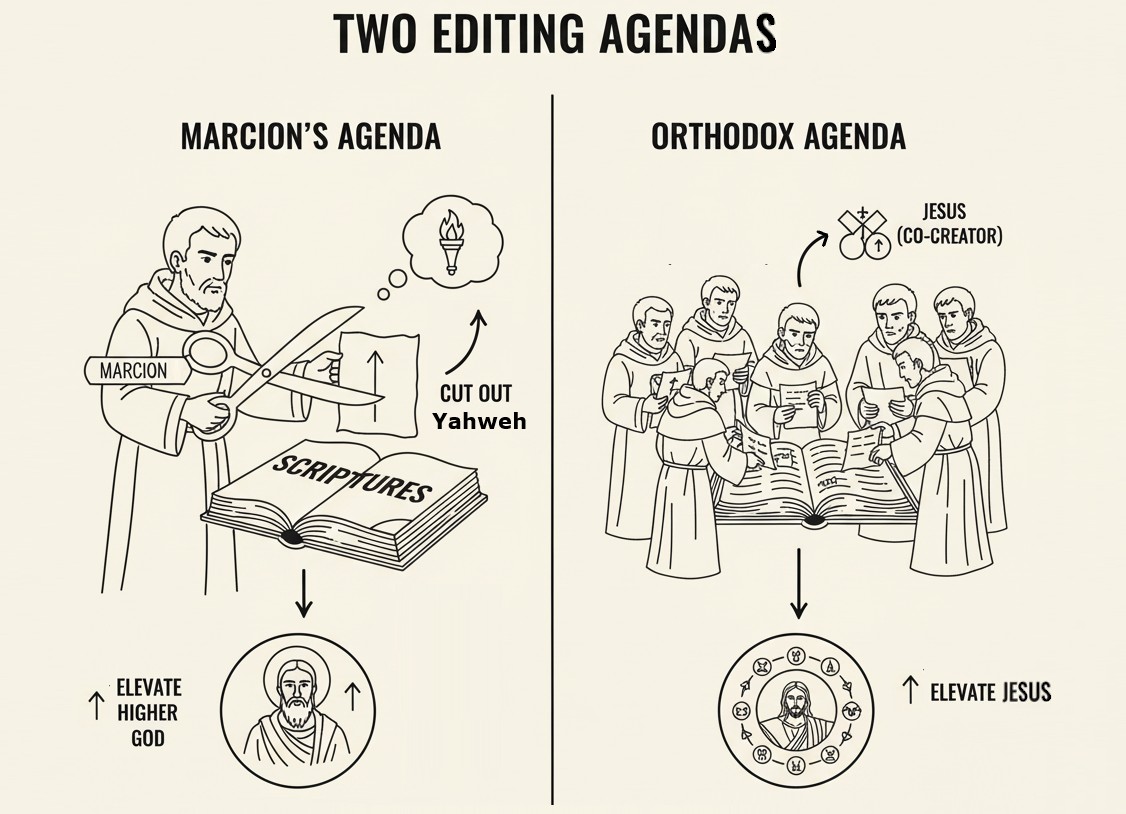 TWO EDITING AGENDAS
MARCION'S AGENDA
MARCION
CUT OUT
Yahweh
SCRIPTURES
ELEVATE
HIGHER
GOD
ORTHODOX AGENDA
JESUS
(CO-CREATOR)
ELEVATE JESUS